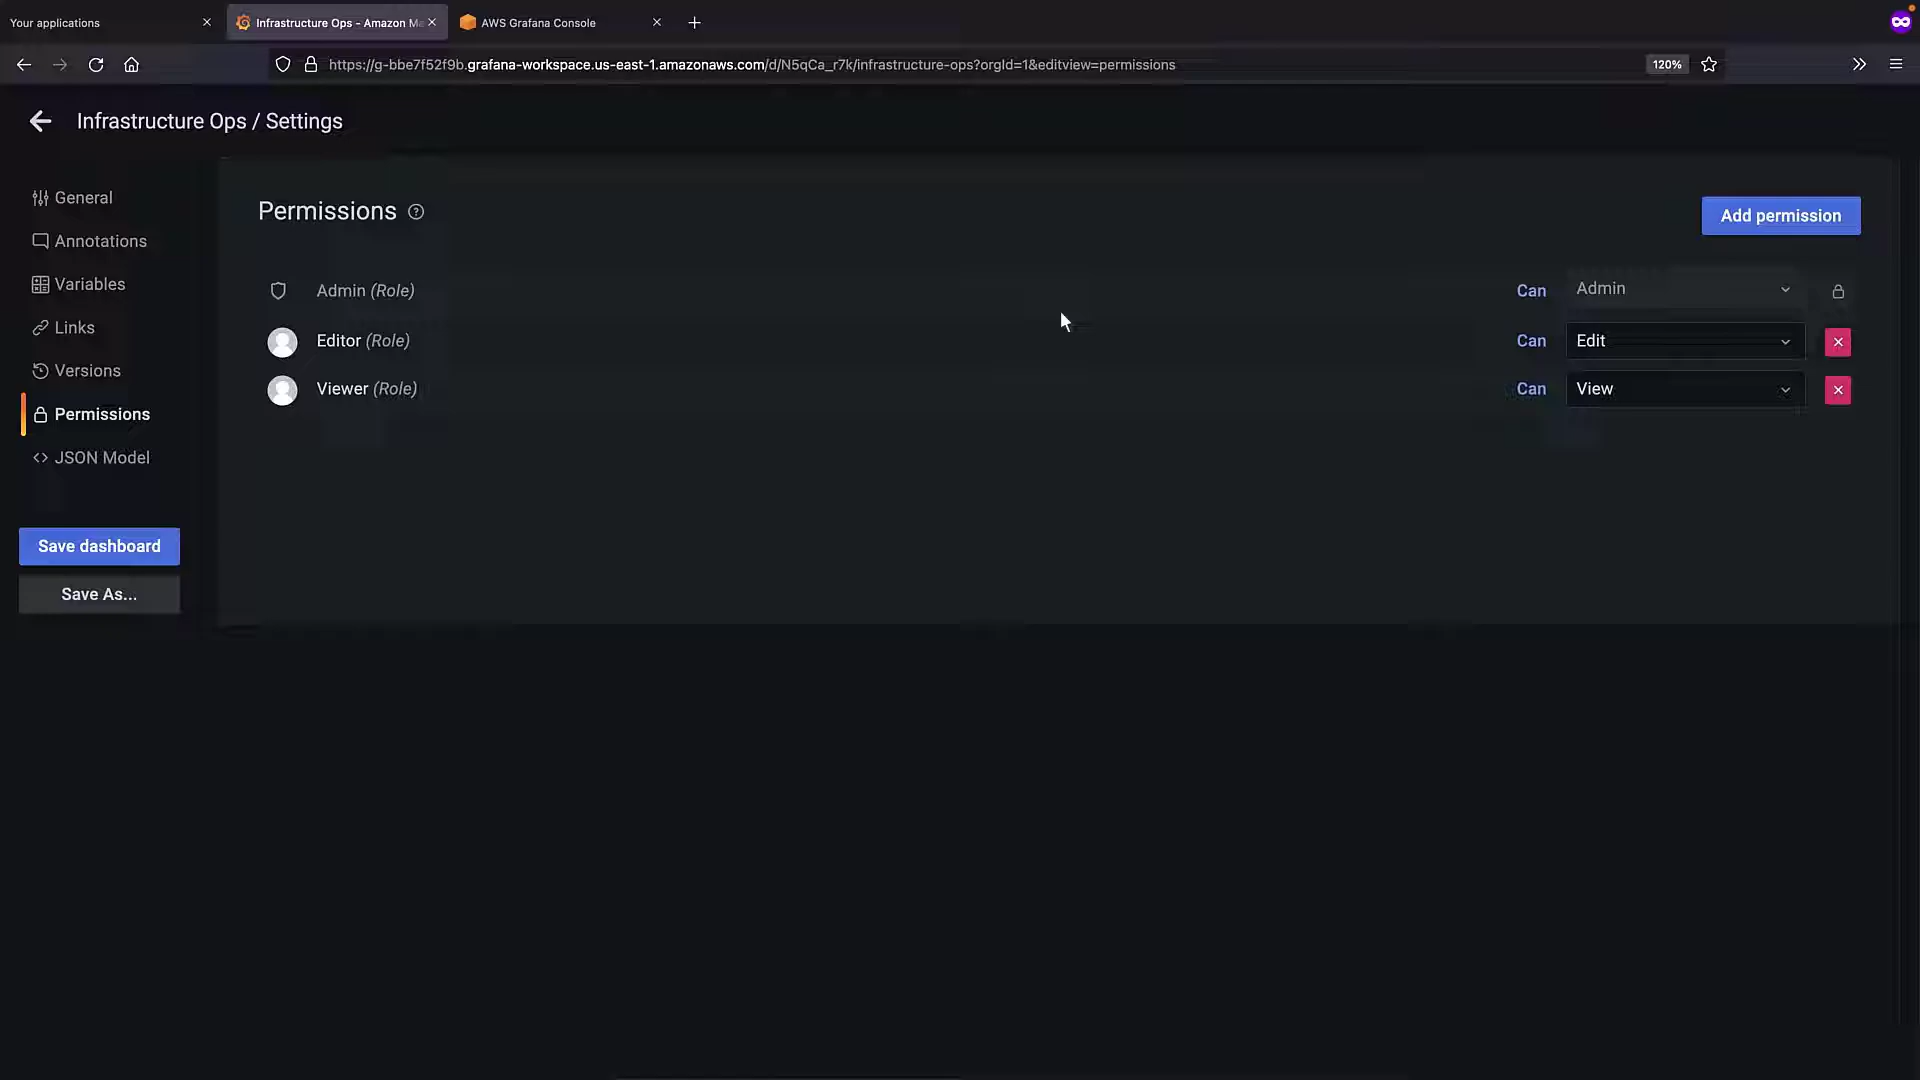 Your applications
Infrastructure Ops - Amazon Ma
AWS Grafana Console
https://g-bbe7f52f9b.grafana-workspace.us-east-1.amazonaws.com/d/N5qCa_r7k/infrastructure-ops?orgId=1&editview=permissions
120%
Infrastructure Ops / Settings
General
Annotations
Variables
Links
Versions
Permissions
JSON Model
Save dashboard
Save As...
Permissions
Add permission
Admin (Role) Can Admin
Editor (Role) Can Edit
Viewer (Role) Can View